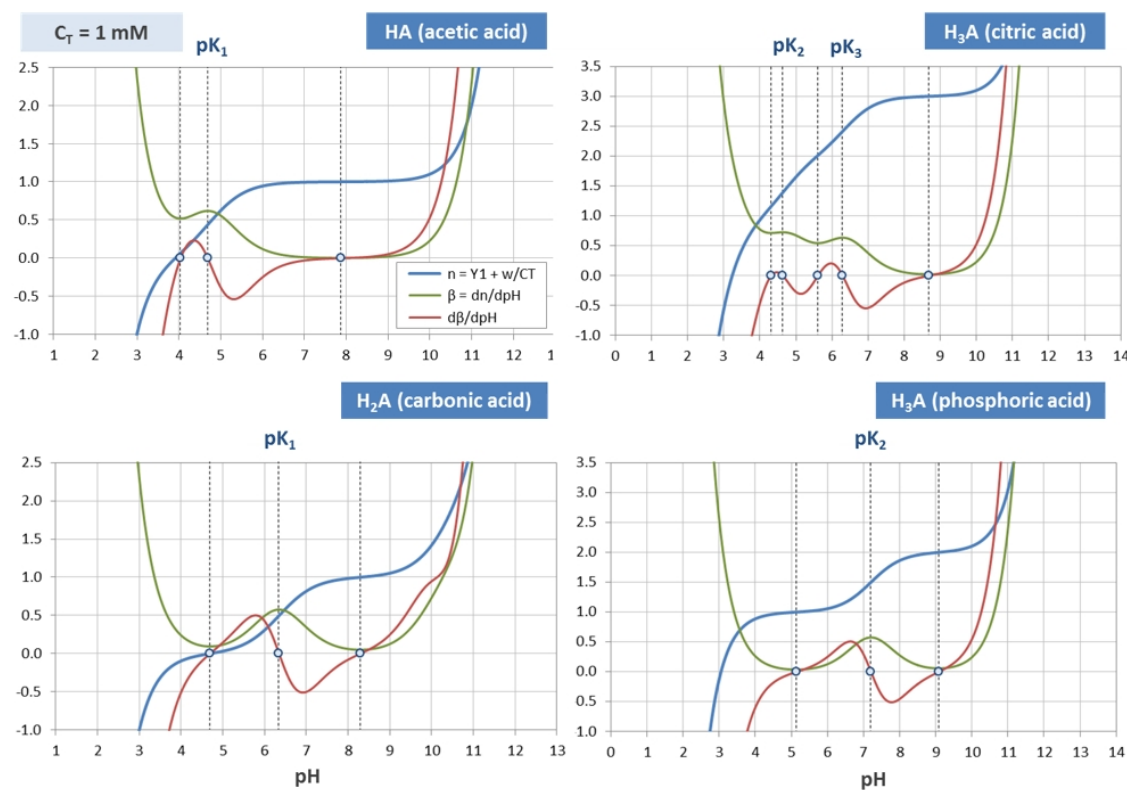 C_T = 1 mM
HA (acetic acid)
pK₁
2.5
2.0
1.5
1.0
0.5
0.0
-0.5
-1.0
n = Y1 + w/CT
β = dn/dpH
dβ/dpH
1 2 3 4 5 6 7 8 9 10 11 12 1
H₃A (citric acid)
pK₂ pK₃
3.5
3.0
2.5
2.0
1.5
1.0
0.5
0.0
-0.5
-1.0
0 1 2 3 4 5 6 7 8 9 10 11 12 13 14
H₂A (carbonic acid)
pK₁
2.5
2.0
1.5
1.0
0.5
0.0
-0.5
-1.0
1 2 3 4 5 6 7 8 9 10 11 12 13
pH
H₃A (phosphoric acid)
pK₂
3.5
3.0
2.5
2.0
1.5
1.0
0.5
0.0
0.5
1.0
0 1 2 3 4 5 6 7 8 9 10 11 12 13 14
pH